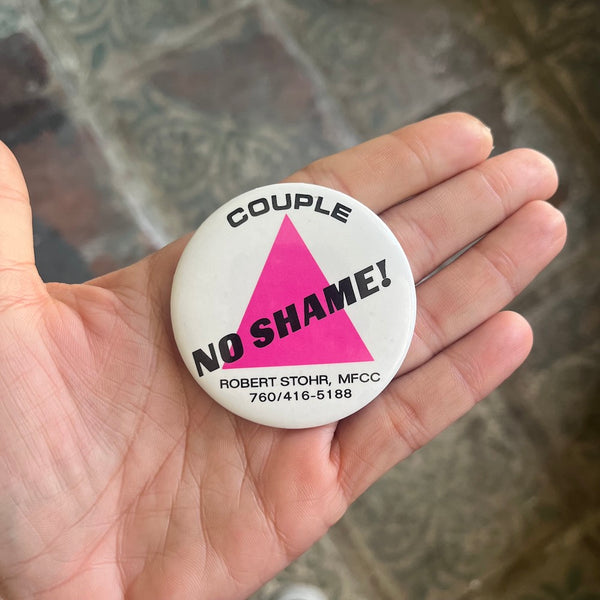 COUPLE
NO SHAME!
ROBERT STOHR, MFCC
760/416-5188